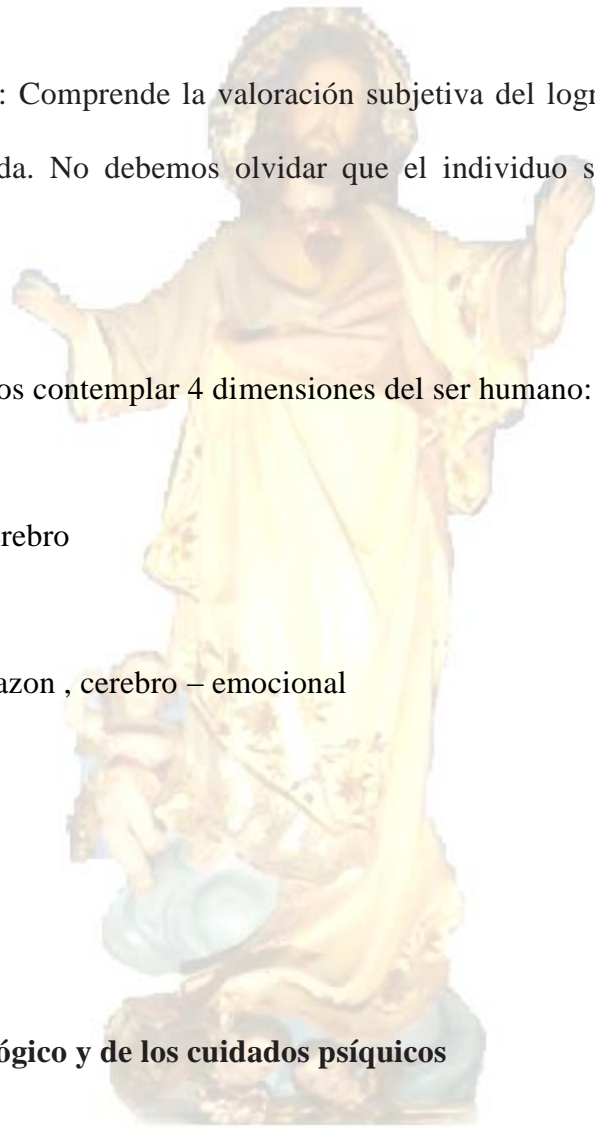 : Comprende la valoración subjetiva del logr
da. No debemos olvidar que el individuo s
os contemplar 4 dimensiones del ser humano:
rebro
azon , cerebro – emocional
ógico y de los cuidados psíquicos